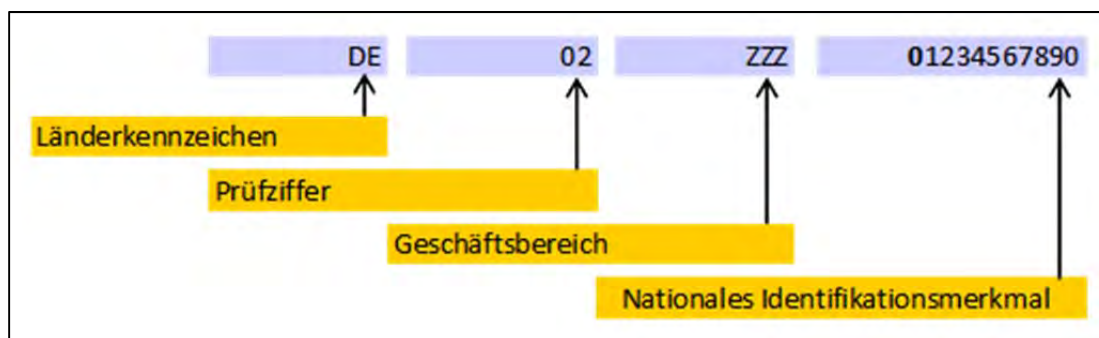 DE 02 ZZZ 01234567890
Länderkennzeichen
Prüfziffer
Geschäftsbereich
Nationales Identifikationsmerkmal